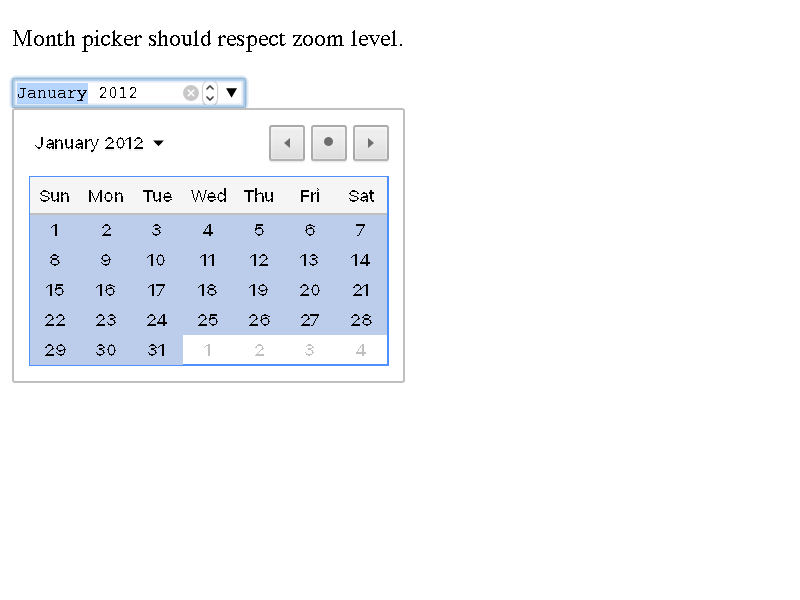 Month picker should respect zoom level.
January 2012
January 2012
Sun Mon Tue Wed Thu Fri Sat
1 2 3 4 5 6 7
8 9 10 11 12 13 14
15 16 17 18 19 20 21
22 23 24 25 26 27 28
29 30 31 1 2 3 4